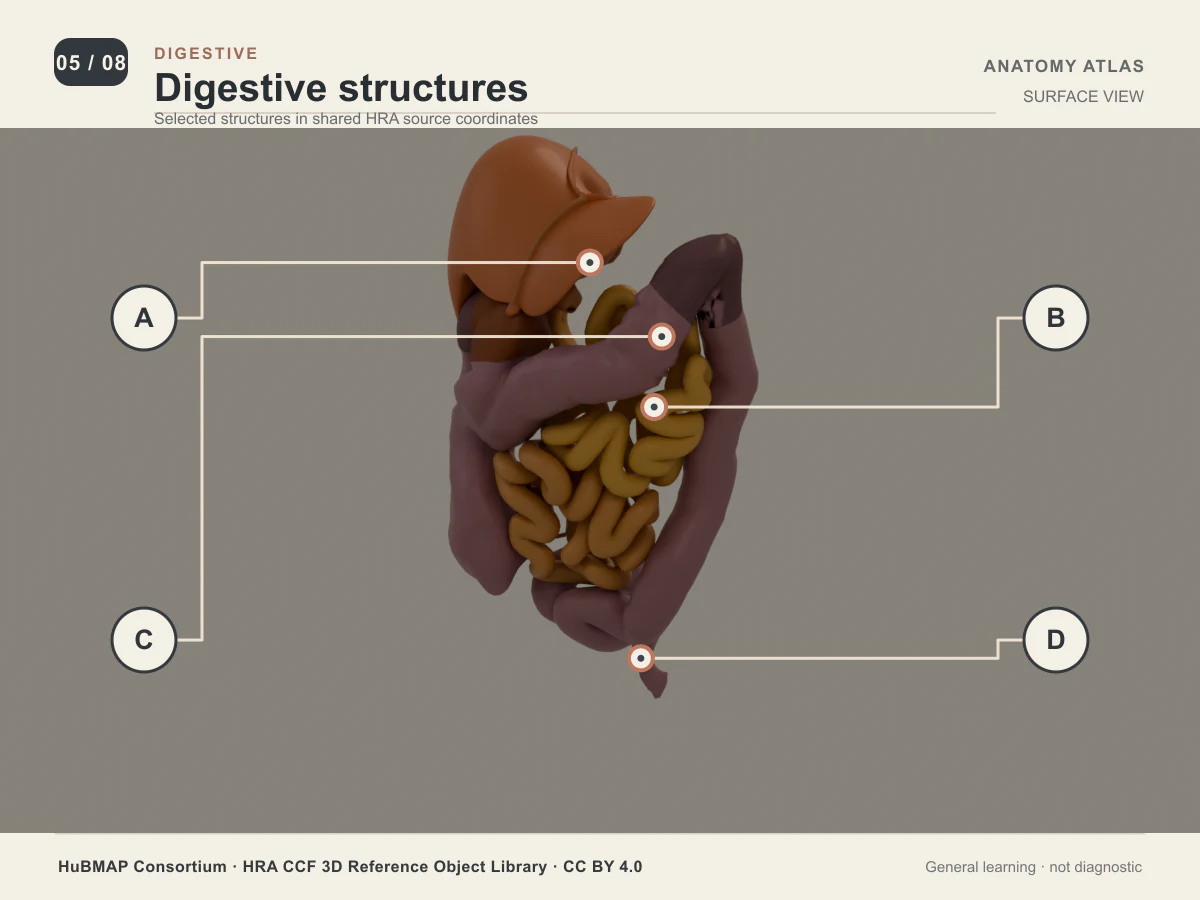 05 / 08
DIGESTIVE
Digestive structures
Selected structures in shared HRA source coordinates
ANATOMY ATLAS
SURFACE VIEW
A
B
C
D
HuBMAP Consortium · HRA CCF 3D Reference Object Library · CC BY 4.0
General learning · not diagnostic